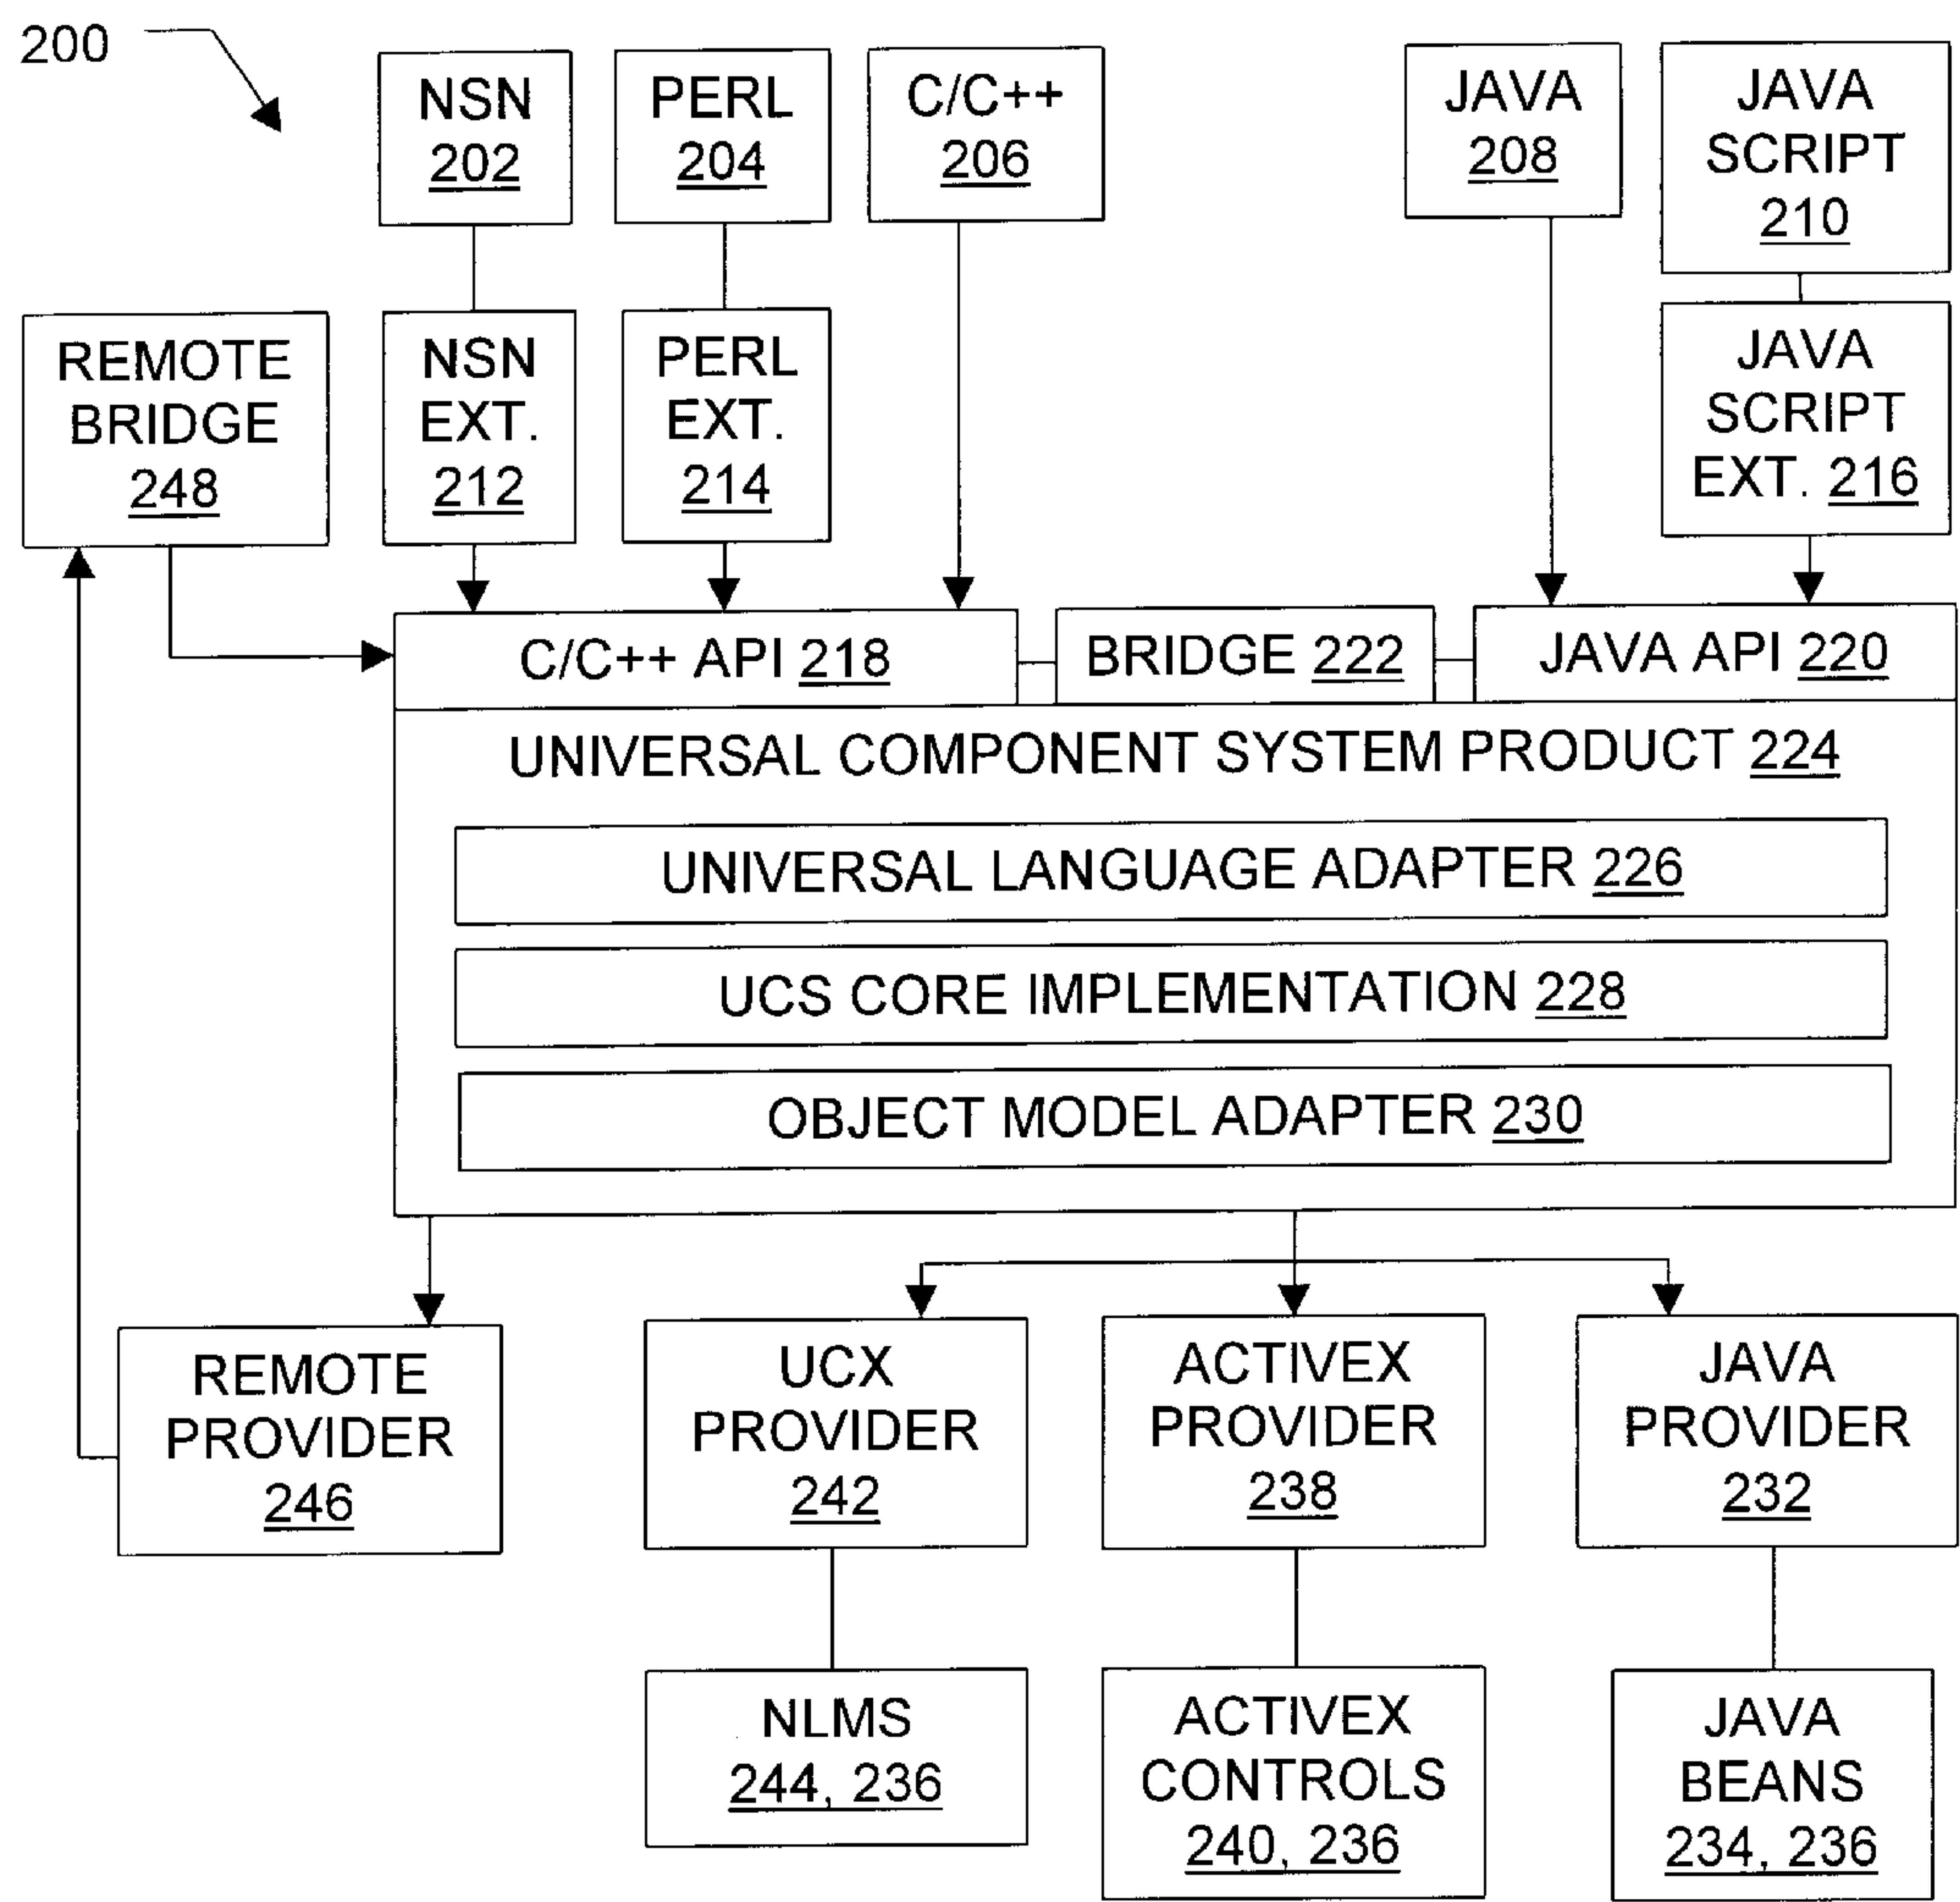 200
NSN
202
PERL
204
C/C++
206
JAVA
208
JAVA
SCRIPT
210
REMOTE
BRIDGE
248
NSN
EXT.
212
PERL
EXT.
214
JAVA
SCRIPT
EXT. 216
C/C++ API 218
BRIDGE 222
JAVA API 220
UNIVERSAL COMPONENT SYSTEM PRODUCT 224
UNIVERSAL LANGUAGE ADAPTER 226
UCS CORE IMPLEMENTATION 228
OBJECT MODEL ADAPTER 230
REMOTE
PROVIDER
246
UCX
PROVIDER
242
ACTIVEX
PROVIDER
238
JAVA
PROVIDER
232
NLMS
244, 236
ACTIVEX
CONTROLS
240, 236
JAVA
BEANS
234, 236